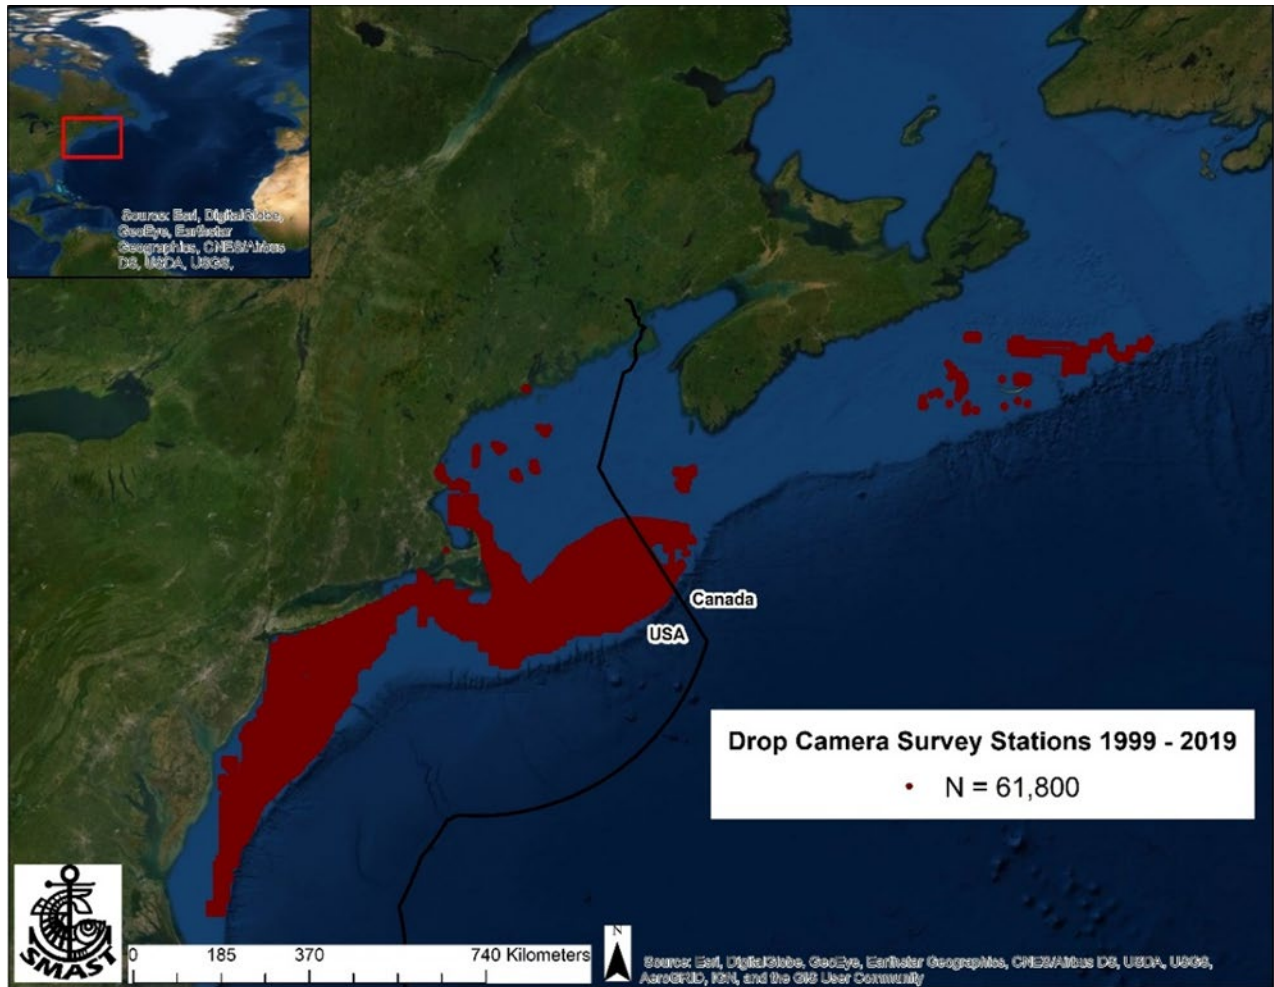 Source: Esri, DigitalGlobe,
GeoEye, Earthstar
Geographics, CNES/Airbus
DS, USDA, USGS,
Canada
USA
Drop Camera Survey Stations 1999 - 2019
N = 61,800
SMAST
0 185 370 740 Kilometers
N
Source: Esri, DigitalGlobe, GeoEye, Earthstar Geographics, CNES/Airbus DS, USDA, USGS,
AeroGRID, IGN, and the GIS User Community